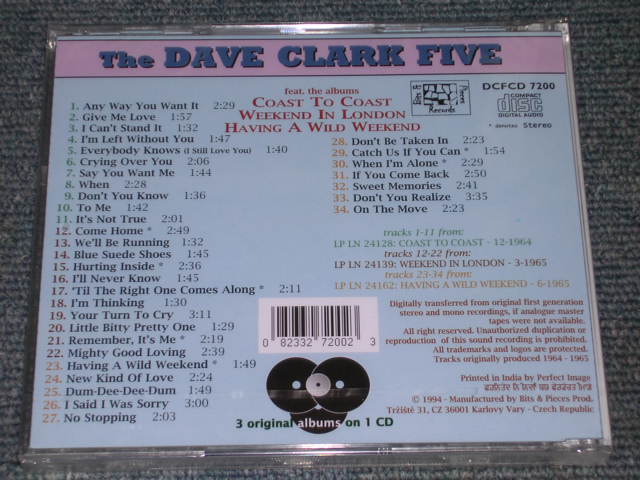 The DAVE CLARK FIVE
feat. the albums
COAST TO COAST
WEEKEND IN LONDON
HAVING A WILD WEEKEND
Bits & Pieces
Records
DCFCD 7200
COMPACT
disc
DIGITAL AUDIO
* denotes Stereo
1. Any Way You Want It 2:29
2. Give Me Love 1:57
3. I Can't Stand It 1:32
4. I'm Left Without You 1:47
5. Everybody Knows (I Still Love You) 1:40
6. Crying Over You 2:06
7. Say You Want Me 1:44
8. When 2:28
9. Don't You Know 1:36
10. To Me 1:42
11. It's Not True 2:01
12. Come Home * 2:49
13. We'll Be Running 1:32
14. Blue Suede Shoes 1:45
15. Hurting Inside * 2:36
16. I'll Never Know 1:45
17. 'Til The Right One Comes Along * 2:11
18. I'm Thinking 1:30
19. Your Turn To Cry 3:11
20. Little Bitty Pretty One 1:29
21. Remember, It's Me * 2:19
22. Mighty Good Loving 2:39
23. Having A Wild Weekend * 1:49
24. New Kind Of Love 2:24
25. Dum-Dee-Dee-Dum 1:49
26. I Said I Was Sorry 3:00
27. No Stopping 2:03
28. Don't Be Taken In 2:23
29. Catch Us If You Can * 1:54
30. When I'm Alone * 2:29
31. If You Come Back 2:50
32. Sweet Memories 2:41
33. Don't You Realize 3:35
34. On The Move 2:23
tracks 1-11 from:
LP LN 24128: COAST TO COAST - 12-1964
tracks 12-22 from:
LP LN 24139: WEEKEND IN LONDON - 3-1965
tracks 23-34 from:
LP LN 24162: HAVING A WILD WEEKEND - 6-1965
0 82332 72002 3
3 original albums on 1 CD
Digitally transferred from original first generation
stereo and mono recordings, if analogue master
tapes were not available.
All right reserved. Unauthorized duplication or
reproduction of this sound recording is prohibited.
All trademarks and logos are protected.
Tracks originally produced 1964 - 1965
Printed in India by Perfect Image
© 1994 - Manufactured by Bits & Pieces Prod.
Tržiště 31, CZ 36001 Karlovy Vary - Czech Republic